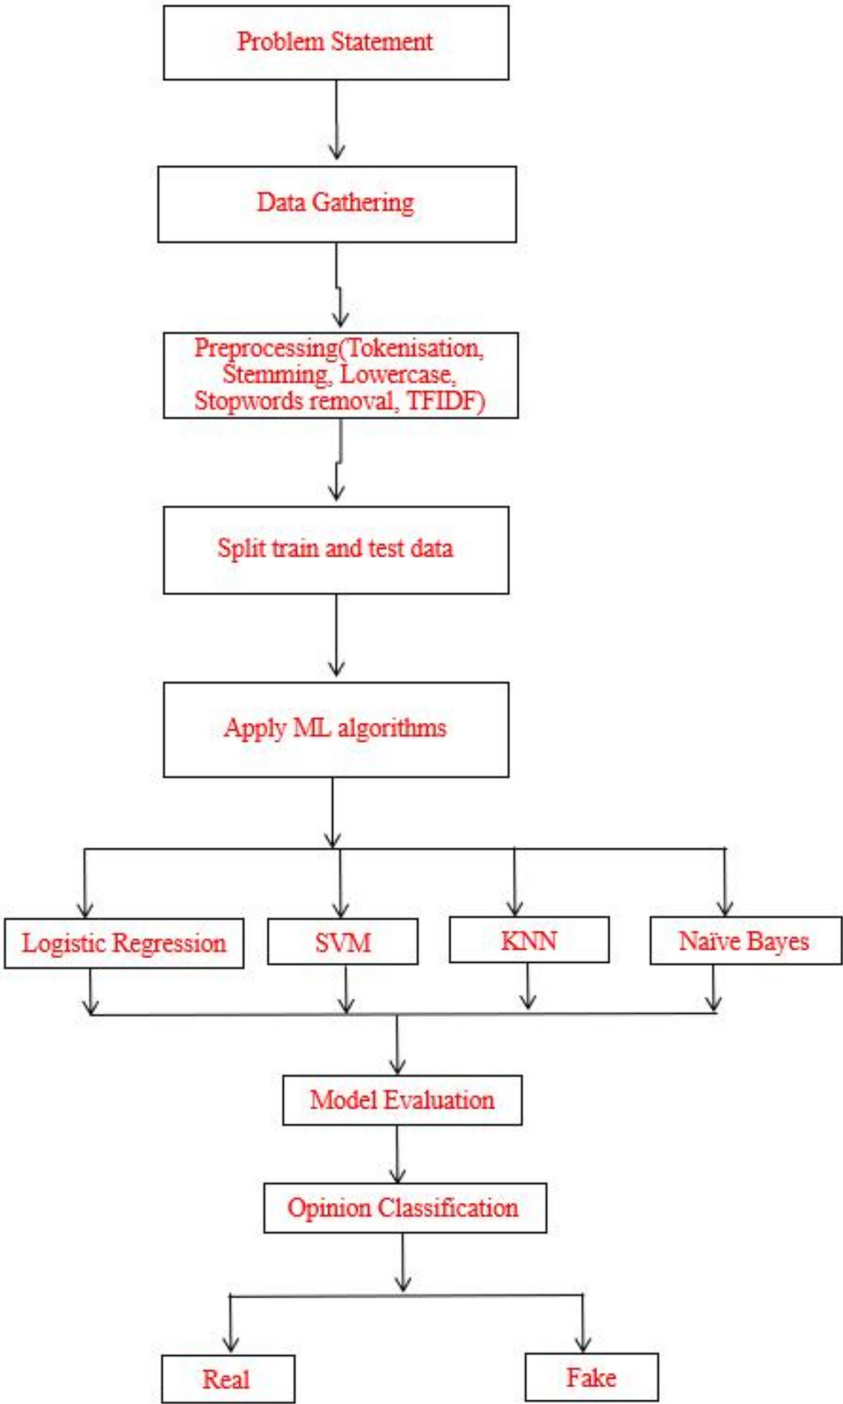 Problem Statement
Data Gathering
Preprocessing(Tokenisation,
Stemming, Lowercase,
Stopwords removal, TFIDF)
Split train and test data
Apply ML algorithms
Logistic Regression
SVM
KNN
Naïve Bayes
Model Evaluation
Opinion Classification
Real
Fake